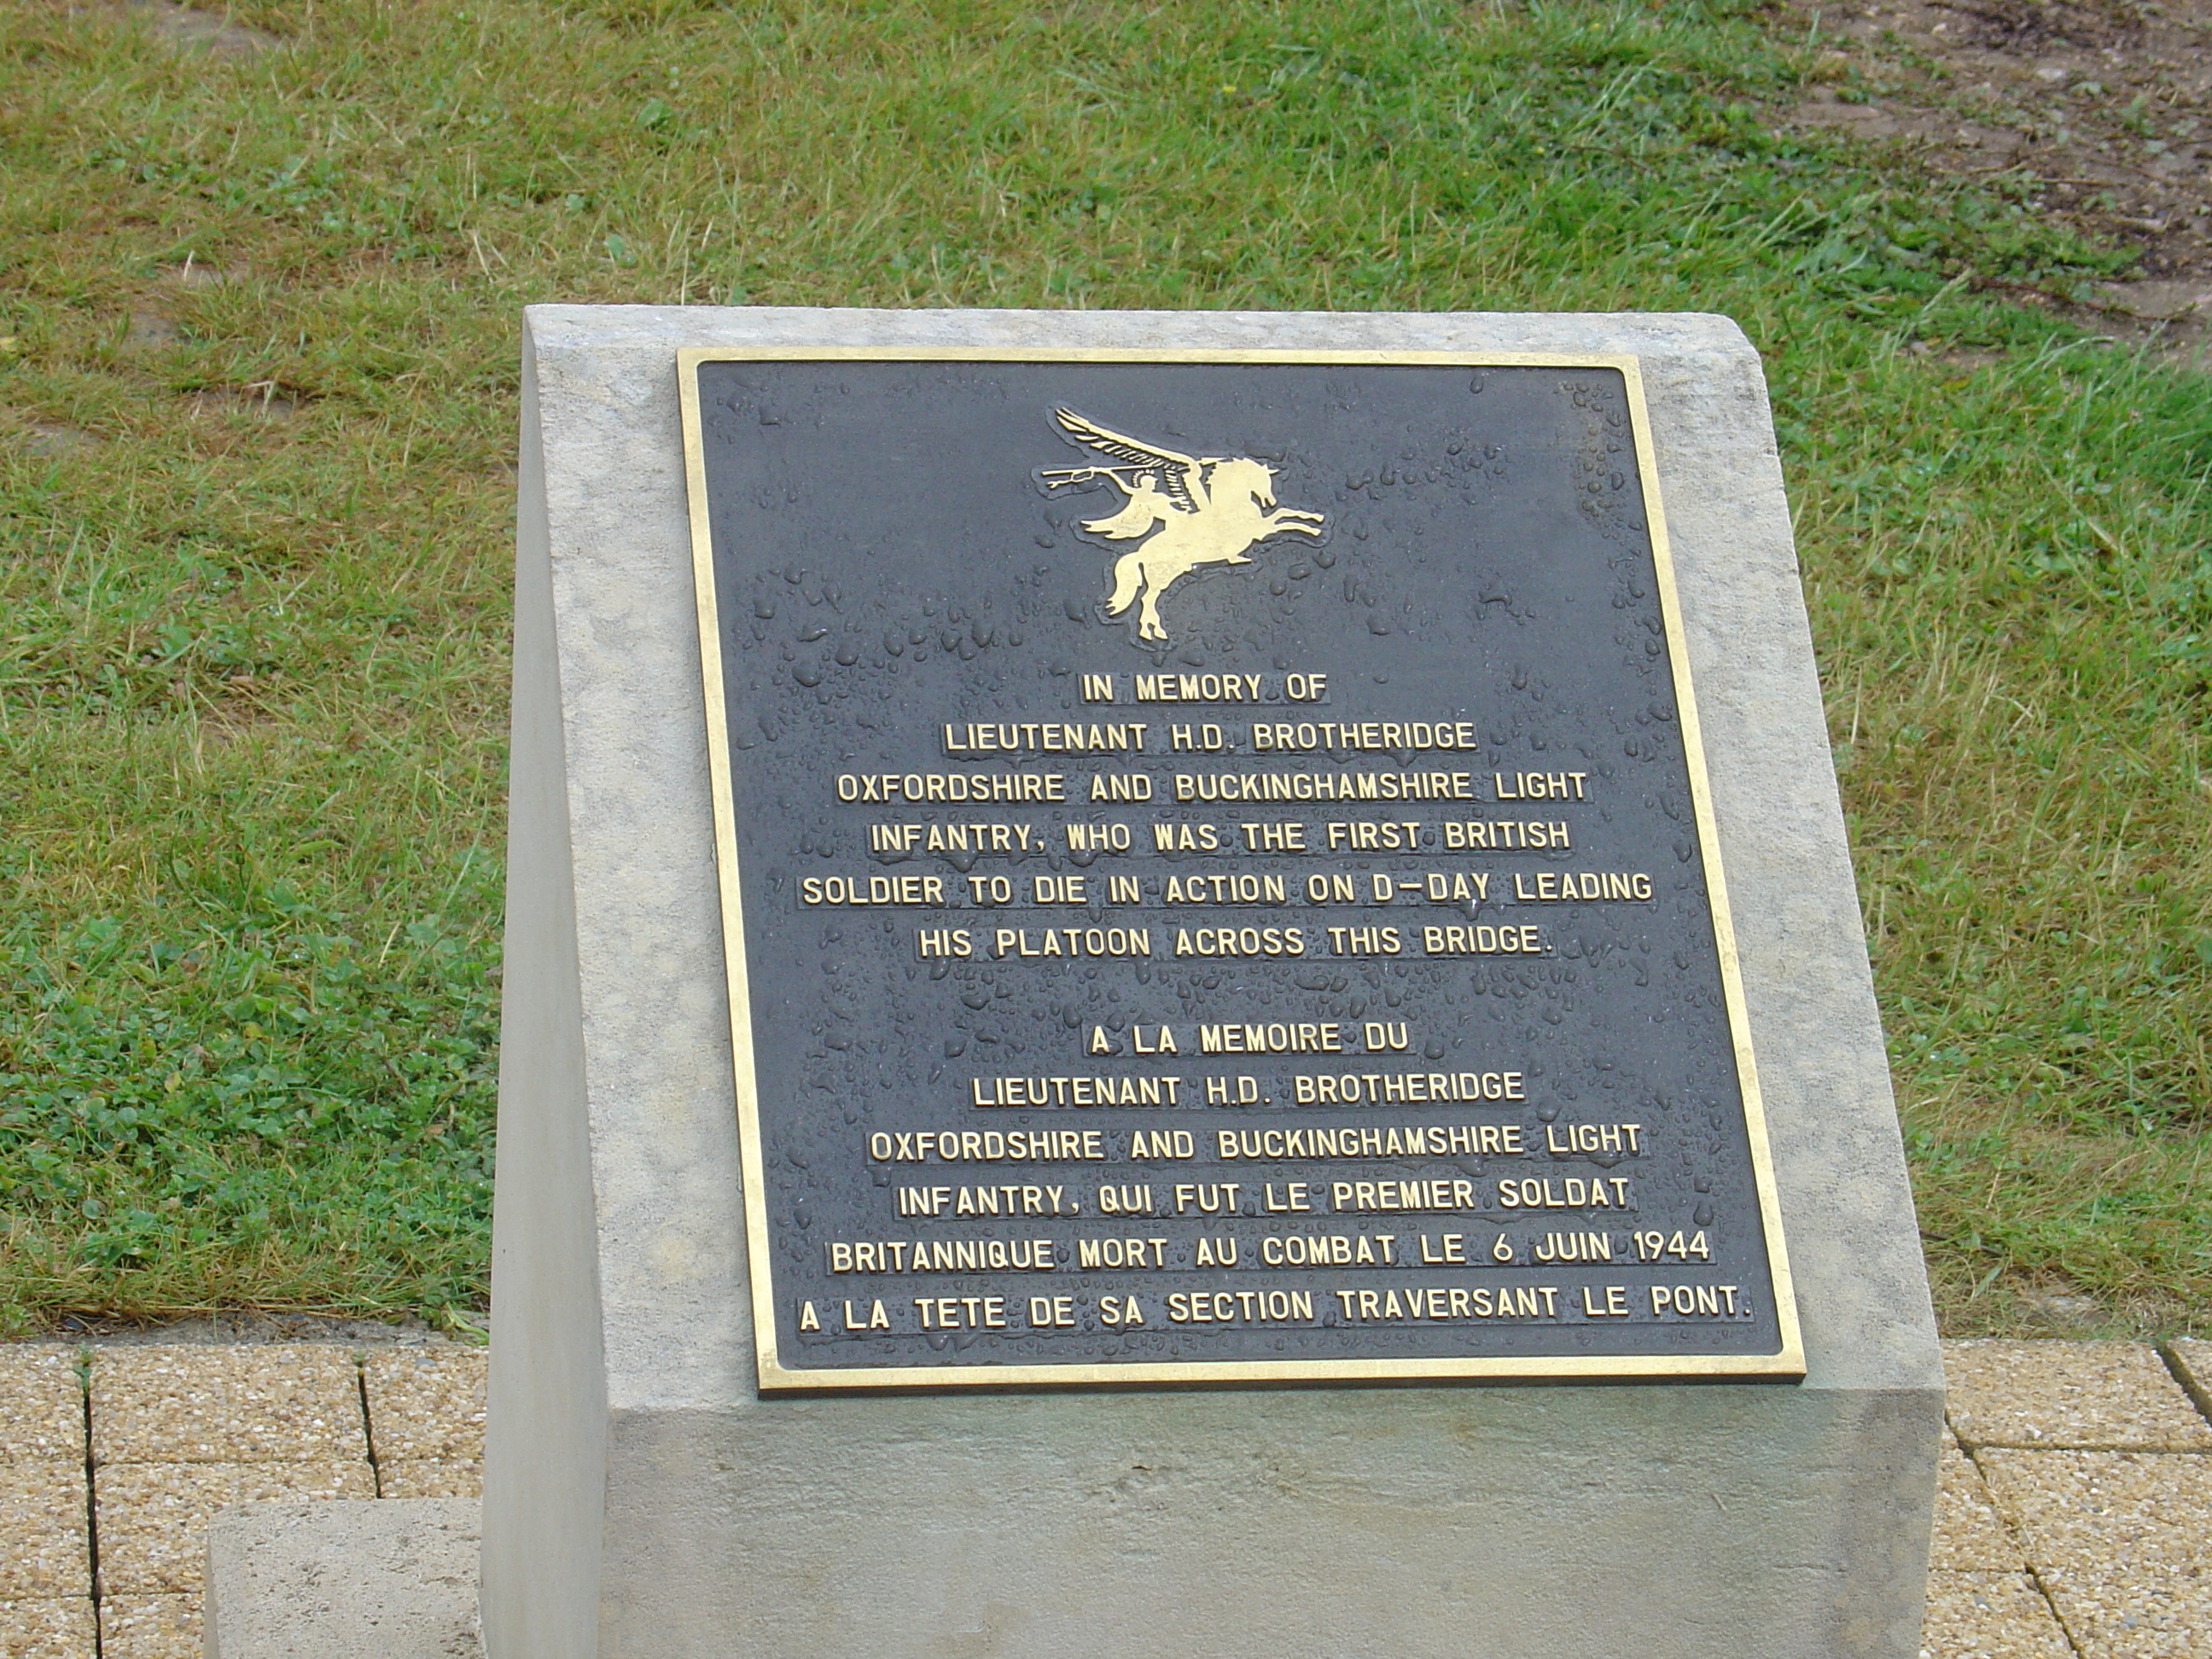 IN MEMORY OF
LIEUTENANT H.D. BROTHERIDGE
OXFORDSHIRE AND BUCKINGHAMSHIRE LIGHT
INFANTRY, WHO WAS THE FIRST BRITISH
SOLDIER TO DIE IN ACTION ON D-DAY LEADING
HIS PLATOON ACROSS THIS BRIDGE.
A LA MEMOIRE DU
LIEUTENANT H.D. BROTHERIDGE
OXFORDSHIRE AND BUCKINGHAMSHIRE LIGHT
INFANTRY, QUI FUT LE PREMIER SOLDAT
BRITANNIQUE MORT AU COMBAT LE 6 JUIN 1944
A LA TETE DE SA SECTION TRAVERSANT LE PONT.